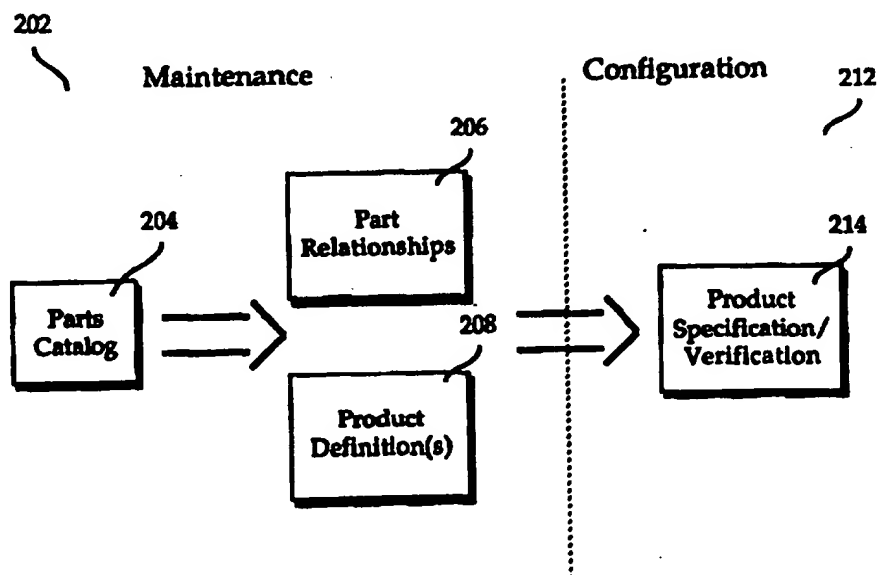 202
Maintenance
Configuration
212
206
Part
Relationships
204
Parts
Catalog
214
Product
Specification/
Verification
208
Product
Definition(s)